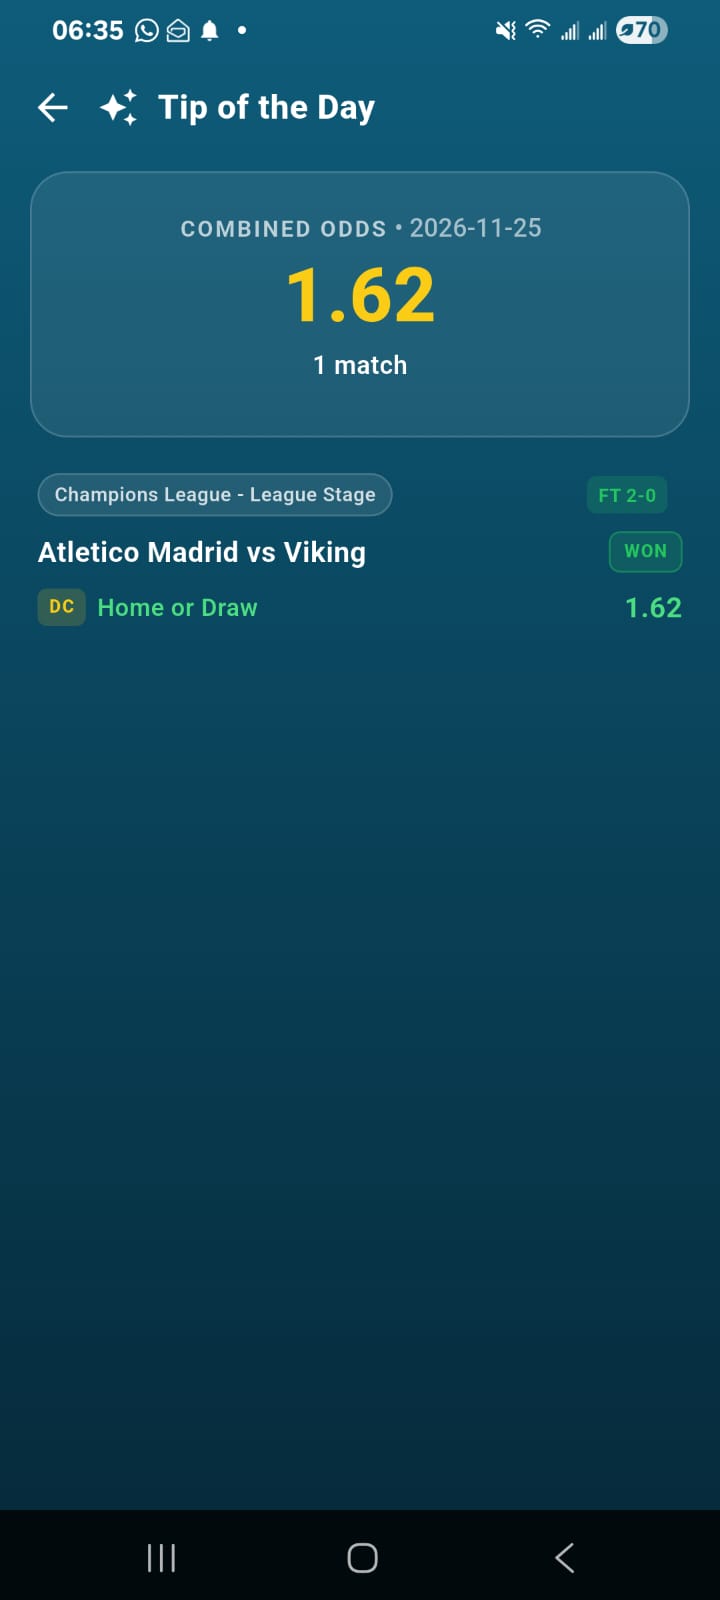 06:35
70
Tip of the Day
COMBINED ODDS • 2026-11-25
1.62
1 match
Champions League - League Stage
FT 2-0
Atletico Madrid vs Viking
WON
DC Home or Draw
1.62